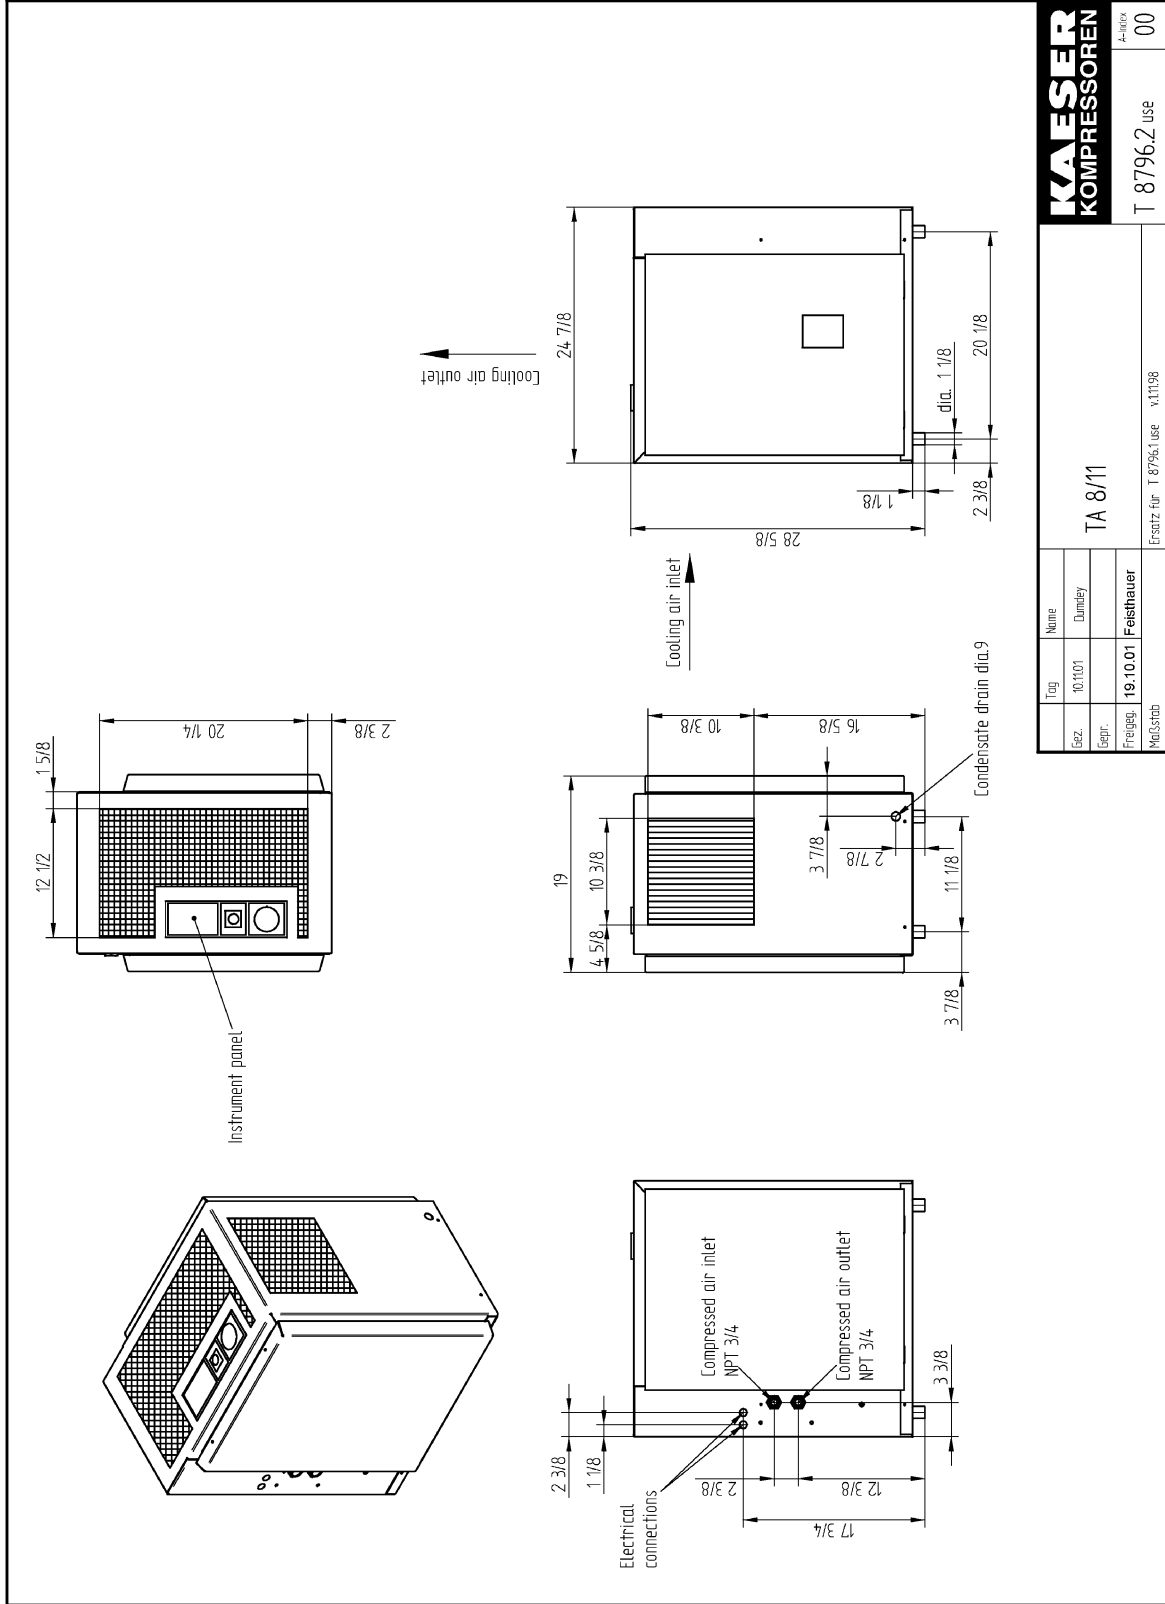 KAESER
KOMPRESSOREN
A-Index
00
T 8796.2 use
TA 8/11
Ersatz für T 8796.1 use v.1.11.98
Tag
Name
Gez.
10.11.01
Dumdey
Gepr.
Freigeg.
19.10.01
Feisthauer
Maßstab
Instrument panel
12 1/2
1 5/8
20 1/4
2 3/8
Cooling air outlet
24 7/8
28 5/8
1 1/8
2 3/8
dia. 1 1/8
20 1/8
Cooling air inlet
19
4 5/8
10 3/8
10 3/8
16 5/8
3 7/8
2 7/8
11 1/8
3 7/8
Condensate drain dia.9
Electrical
connections
2 3/8
1 1/8
Compressed air inlet
NPT 3/4
Compressed air outlet
NPT 3/4
2 3/8
12 3/8
17 3/4
3 3/8